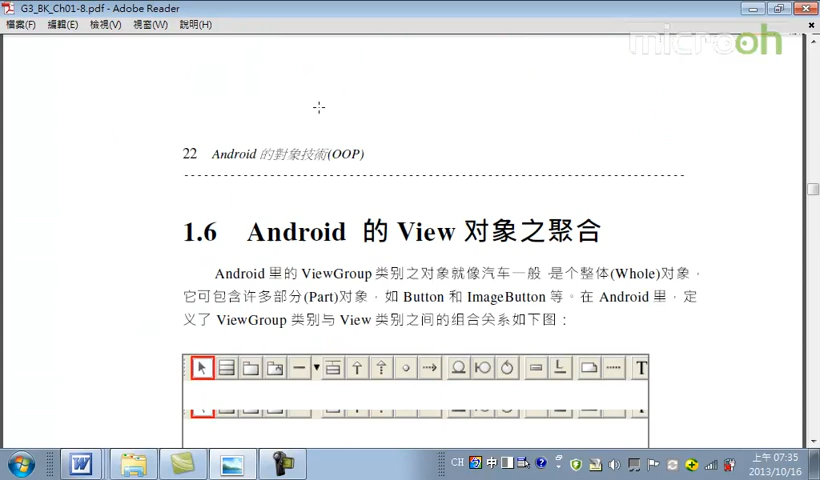 G3_BK_Ch01-8.pdf - Adobe Reader
檔案(F) 編輯(E) 檢視(V) 視窗(W) 說明(H)
microoh
22 Android 的對象技術(OOP)
1.6 Android 的 View 对象之聚合
Android 里的 ViewGroup 类别之对象就像汽车一般，是个整体(Whole)对象，
它可包含许多部分(Part)对象，如 Button 和 ImageButton 等。在 Android 里，定
义了 ViewGroup 类别与 View 类别之间的组合关系如下图：
T
CH 中
上午 07:35
2013/10/16